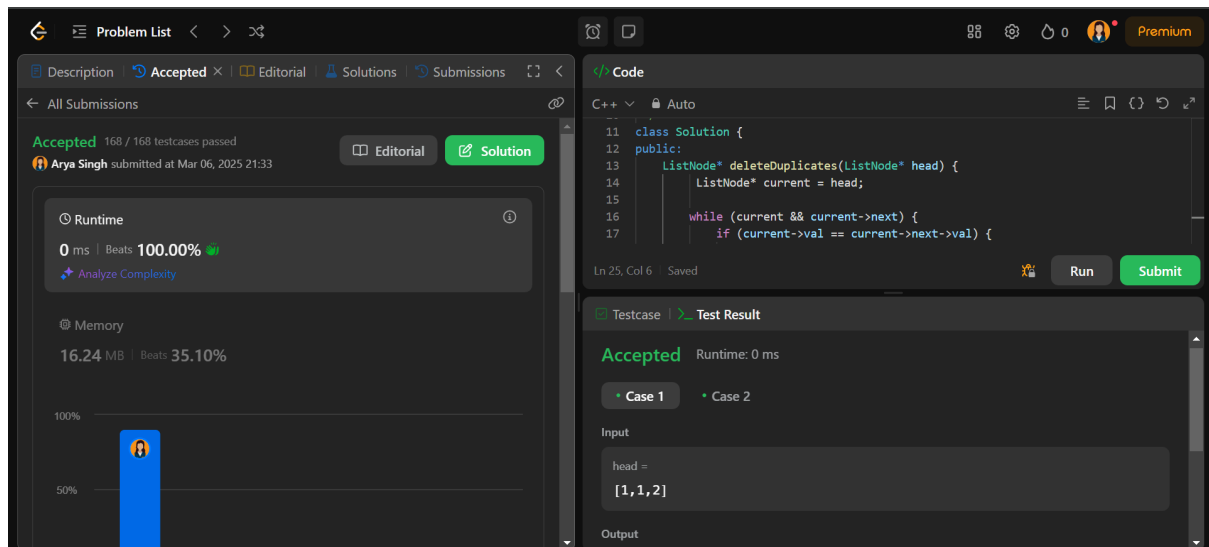 Problem List
0
Premium
Description
Accepted
Editorial
Solutions
Submissions
All Submissions
Accepted 168 / 168 testcases passed
Arya Singh submitted at Mar 06, 2025 21:33
Editorial
Solution
Runtime
0 ms | Beats 100.00%
Analyze Complexity
Memory
16.24 MB | Beats 35.10%
100%
50%
</> Code
C++ Auto
11 class Solution {
12 public:
13 ListNode* deleteDuplicates(ListNode* head) {
14 ListNode* current = head;
15
16 while (current && current->next) {
17 if (current->val == current->next->val) {
Ln 25, Col 6 | Saved
Run
Submit
Testcase | >_ Test Result
Accepted Runtime: 0 ms
• Case 1 • Case 2
Input
head =
[1,1,2]
Output